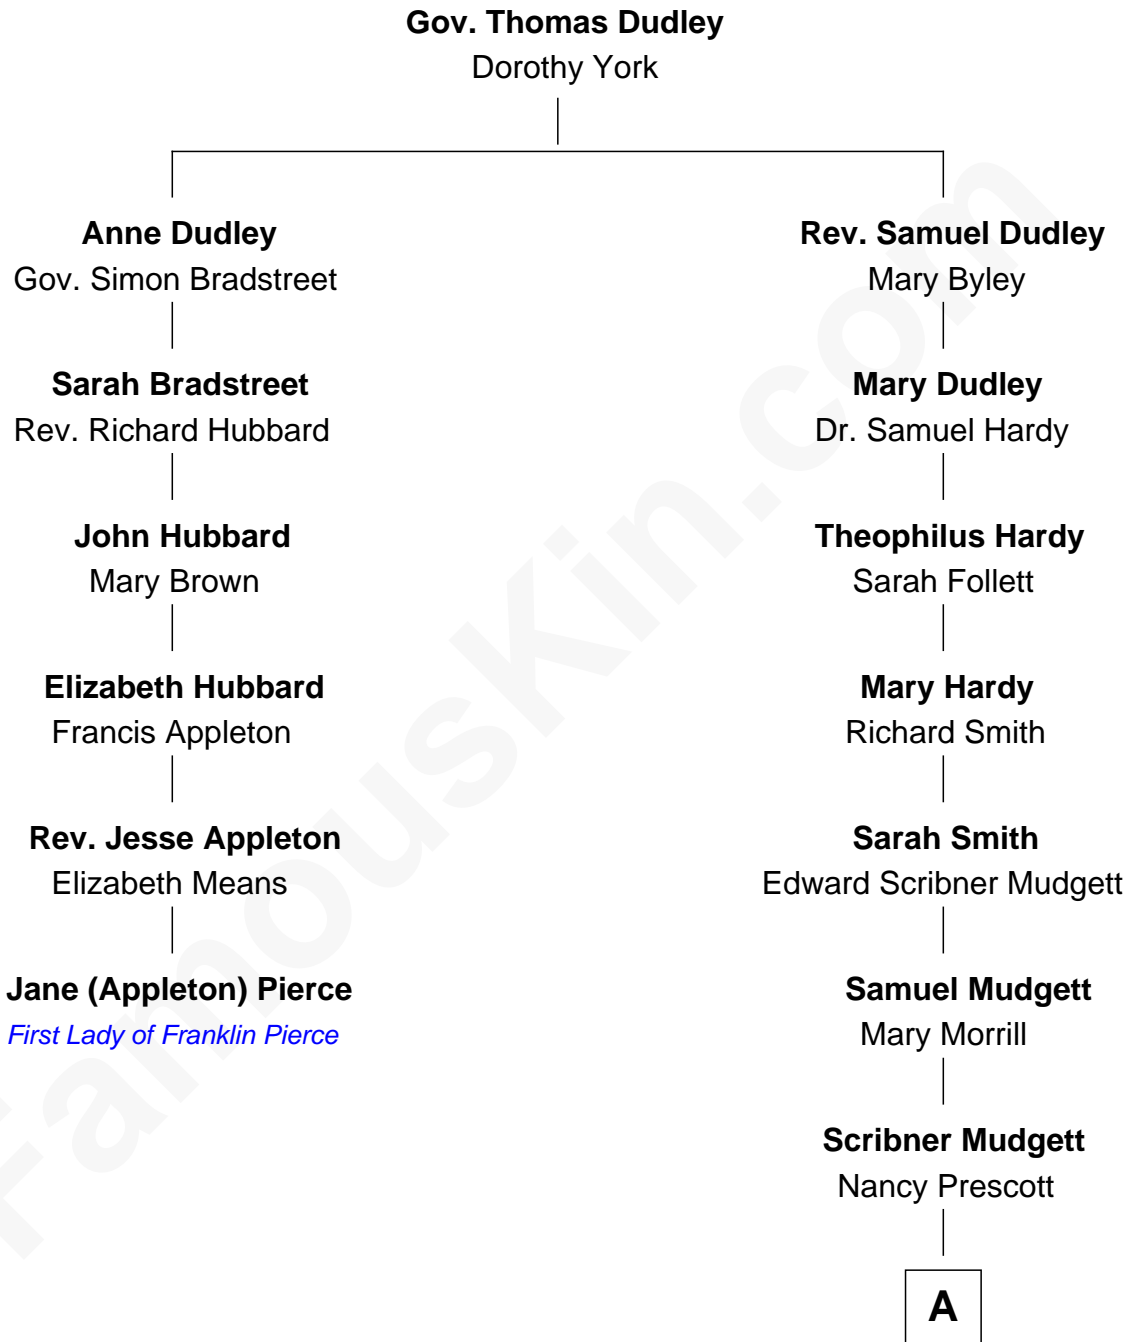 Gov. Thomas Dudley
Dorothy York
Anne Dudley
Gov. Simon Bradstreet
Sarah Bradstreet
Rev. Richard Hubbard
John Hubbard
Mary Brown
Elizabeth Hubbard
Francis Appleton
Rev. Jesse Appleton
Elizabeth Means
Jane (Appleton) Pierce
First Lady of Franklin Pierce
Rev. Samuel Dudley
Mary Byley
Mary Dudley
Dr. Samuel Hardy
Theophilus Hardy
Sarah Follett
Mary Hardy
Richard Smith
Sarah Smith
Edward Scribner Mudgett
Samuel Mudgett
Mary Morrill
Scribner Mudgett
Nancy Prescott
A
FamousKin.com